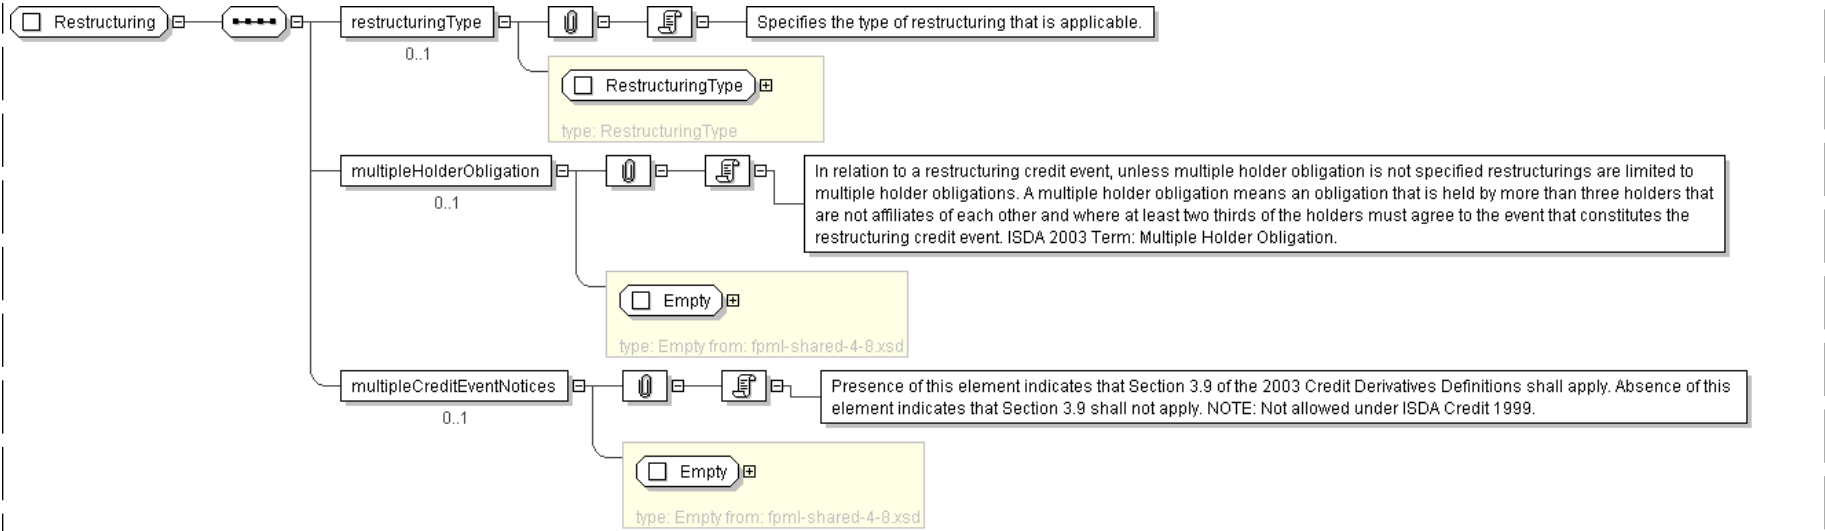 Restructuring
restructuringType
Specifies the type of restructuring that is applicable.
0..1
RestructuringType
type: RestructuringType
multipleHolderObligation
0..1
In relation to a restructuring credit event, unless multiple holder obligation is not specified restructurings are limited to
multiple holder obligations. A multiple holder obligation means an obligation that is held by more than three holders that
are not affiliates of each other and where at least two thirds of the holders must agree to the event that constitutes the
restructuring credit event. ISDA 2003 Term: Multiple Holder Obligation.
Empty
type: Empty from: fpml-shared-4-8.xsd
multipleCreditEventNotices
0..1
Presence of this element indicates that Section 3.9 of the 2003 Credit Derivatives Definitions shall apply. Absence of this
element indicates that Section 3.9 shall not apply. NOTE: Not allowed under ISDA Credit 1999.
Empty
type: Empty from: fpml-shared-4-8.xsd